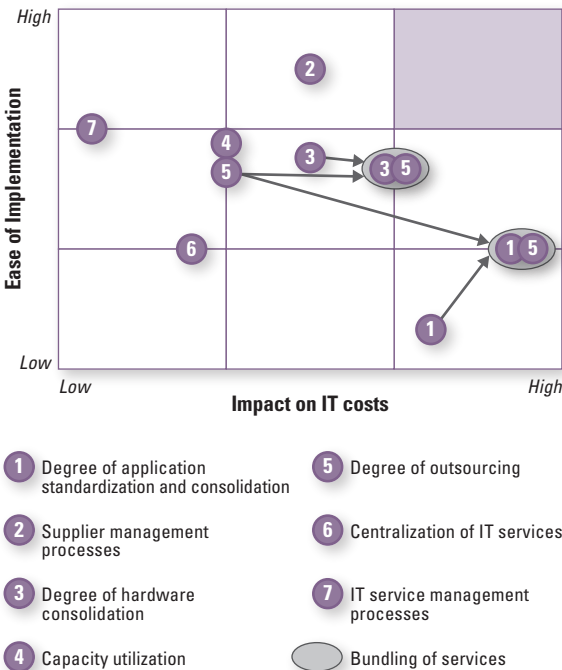 High
2
7
4
3
3 5
5
6
1 5
1
Ease of Implementation
Low
Low
High
Impact on IT costs
1 Degree of application
standardization and consolidation
2 Supplier management
processes
3 Degree of hardware
consolidation
4 Capacity utilization
5 Degree of outsourcing
6 Centralization of IT services
7 IT service management
processes
Bundling of services